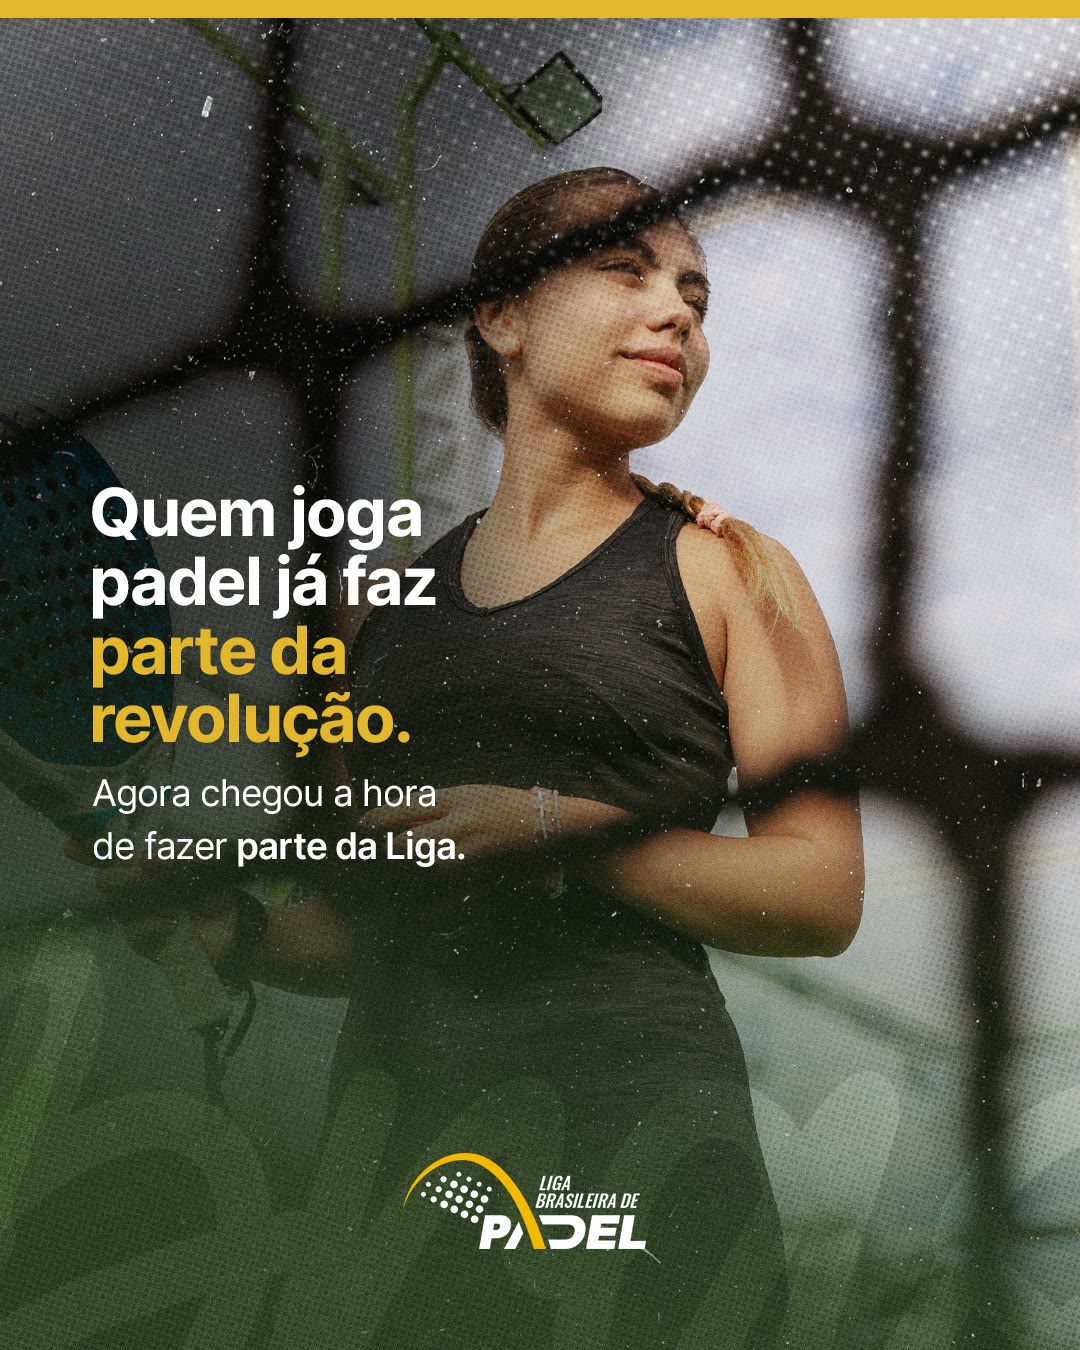 Quem joga
padel já faz
parte da
revolução.
Agora chegou a hora
de fazer parte da Liga.
LIGA
BRASILEIRA DE
PADEL